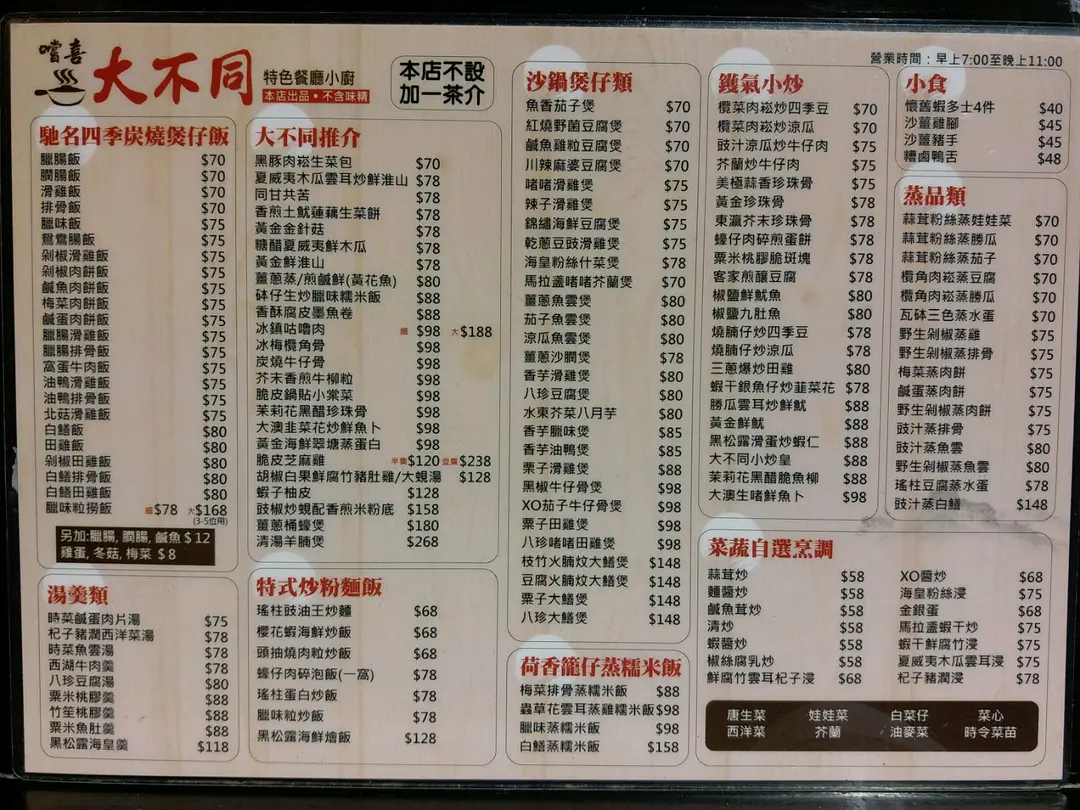 嚐喜
大不同
特色餐廳小廚
本店出品•不含味精
本店不設
加一茶介
營業時間：早上7:00至晚上11:00
馳名四季炭燒煲仔飯
臘腸飯 $70
膶腸飯 $70
滑雞飯 $70
排骨飯 $70
臘味飯 $75
鴛鴦腸飯 $75
剁椒滑雞飯 $75
剁椒肉餅飯 $75
鹹魚肉餅飯 $75
梅菜肉餅飯 $75
鹹蛋肉餅飯 $75
臘腸滑雞飯 $75
臘腸排骨飯 $75
窩蛋牛肉飯 $75
油鴨滑雞飯 $75
油鴨排骨飯 $75
北菇滑雞飯 $75
白鱔飯 $80
田雞飯 $80
剁椒田雞飯 $80
白鱔排骨飯 $80
白鱔田雞飯 $80
臘味粒撈飯 細$78 大$168
(3-5位用)
另加:臘腸, 膶腸, 鹹魚$12
雞蛋, 冬菇, 梅菜 $8
湯羹類
時菜鹹蛋肉片湯 $75
杞子豬潤西洋菜湯 $78
時菜魚雲湯 $78
西湖牛肉羹 $78
八珍豆腐湯 $80
粟米桃膠羹 $88
竹笙桃膠羹 $88
粟米魚肚羹 $88
黑松露海皇羹 $118
大不同推介
黑豚肉崧生菜包 $70
夏威夷木瓜雲耳炒鮮淮山 $78
同甘共苦 $78
香煎土魷蓮藕生菜餅 $78
黃金金針菇 $78
糖醋夏威夷鮮木瓜 $78
黃金鮮淮山 $78
薑蔥蒸/煎鹹鮮(黃花魚) $80
砵仔生炒臘味糯米飯 $88
香酥腐皮墨魚卷 $88
冰鎮咕嚕肉 細 $98 大$188
冰梅欖角骨 $98
炭燒牛仔骨 $98
芥末香煎牛柳粒 $98
脆皮鍋貼小棠菜 $98
茉莉花黑醋珍珠骨 $98
大澳韭菜花炒鮮魚卜 $98
黃金海鮮翠塘蒸蛋白 $98
脆皮芝麻雞 半隻$120 壹隻$238
胡椒白果鮮腐竹豬肚雞/大蜆湯 $128
蝦子柚皮 $128
豉椒炒蜆配香煎米粉底 $158
薑蔥桶蠔煲 $180
清湯羊腩煲 $268
特式炒粉麵飯
瑤柱豉油王炒麵 $68
櫻花蝦海鮮炒飯 $68
頭抽燒肉粒炒飯 $68
蠔仔肉碎泡飯(一窩) $78
瑤柱蛋白炒飯 $78
臘味粒炒飯 $78
黑松露海鮮燴飯 $128
沙鍋煲仔類
魚香茄子煲 $70
紅燒野菌豆腐煲 $70
鹹魚雞粒豆腐煲 $70
川辣麻婆豆腐煲 $70
啫啫滑雞煲 $75
辣子滑雞煲 $75
錦繡海鮮豆腐煲 $75
乾蔥豆豉滑雞煲 $75
海皇粉絲什菜煲 $78
馬拉盞啫啫芥蘭煲 $70
薑蔥魚雲煲 $80
茄子魚雲煲 $80
涼瓜魚雲煲 $80
薑蔥沙膶煲 $78
香芋滑雞煲 $80
八珍豆腐煲 $80
水東芥菜八月芋 $80
香芋臘味煲 $85
香芋油鴨煲 $85
栗子滑雞煲 $88
黑椒牛仔骨煲 $98
XO茄子牛仔骨煲 $98
粟子田雞煲 $98
八珍啫啫田雞煲 $98
枝竹火腩炆大鱔煲 $148
豆腐火腩炆大鱔煲 $148
粟子大鱔煲 $148
八珍大鱔煲 $148
荷香籠仔蒸糯米飯
梅菜排骨蒸糯米飯 $88
蟲草花雲耳蒸雞糯米飯$98
臘味蒸糯米飯 $98
白鱔蒸糯米飯 $158
鑊氣小炒
欖菜肉崧炒四季豆 $70
欖菜肉崧炒涼瓜 $70
豉汁涼瓜炒牛仔肉 $75
芥蘭炒牛仔肉 $75
美極蒜香珍珠骨 $75
黃金珍珠骨 $78
東瀛芥末珍珠骨 $78
蠔仔肉碎煎蛋餅 $78
粟米桃膠脆斑塊 $78
客家煎釀豆腐 $78
椒鹽鮮魷魚 $80
椒鹽九肚魚 $80
燒腩仔炒四季豆 $78
燒腩仔炒涼瓜 $78
三蔥爆炒田雞 $80
蝦干銀魚仔炒韮菜花 $78
勝瓜雲耳炒鮮魷 $88
黃金鮮魷 $88
黑松露滑蛋炒蝦仁 $88
大不同小炒皇 $88
茉莉花黑醋脆魚柳 $88
大澳生啫鮮魚卜 $98
小食
懷舊蝦多士4件 $40
沙薑雞腳 $45
沙薑豬手 $45
糟鹵鴨舌 $48
蒸品類
蒜茸粉絲蒸娃娃菜 $70
蒜茸粉絲蒸勝瓜 $70
蒜茸粉絲蒸茄子 $70
欖角肉崧蒸豆腐 $70
欖角肉崧蒸勝瓜 $70
瓦砵三色蒸水蛋 $70
野生剁椒蒸雞 $75
野生剁椒蒸排骨 $75
梅菜蒸肉餅 $75
鹹蛋蒸肉餅 $75
野生剁椒蒸肉餅 $75
豉汁蒸排骨 $75
豉汁蒸魚雲 $80
野生剁椒蒸魚雲 $80
瑤柱豆腐蒸水蛋 $78
豉汁蒸白鱔 $148
菜蔬自選烹調
蒜茸炒 $58
麵醬炒 $58
鹹魚茸炒 $58
清炒 $58
蝦醬炒 $58
椒絲腐乳炒 $58
鮮腐竹雲耳杞子浸 $68
XO醬炒 $68
海皇粉絲浸 $75
金銀蛋 $68
馬拉盞蝦干炒 $75
蝦干鮮腐竹浸 $75
夏威夷木瓜雲耳浸 $75
杞子豬潤浸 $78
唐生菜 娃娃菜 白菜仔 菜心
西洋菜 芥蘭 油麥菜 時令菜苗